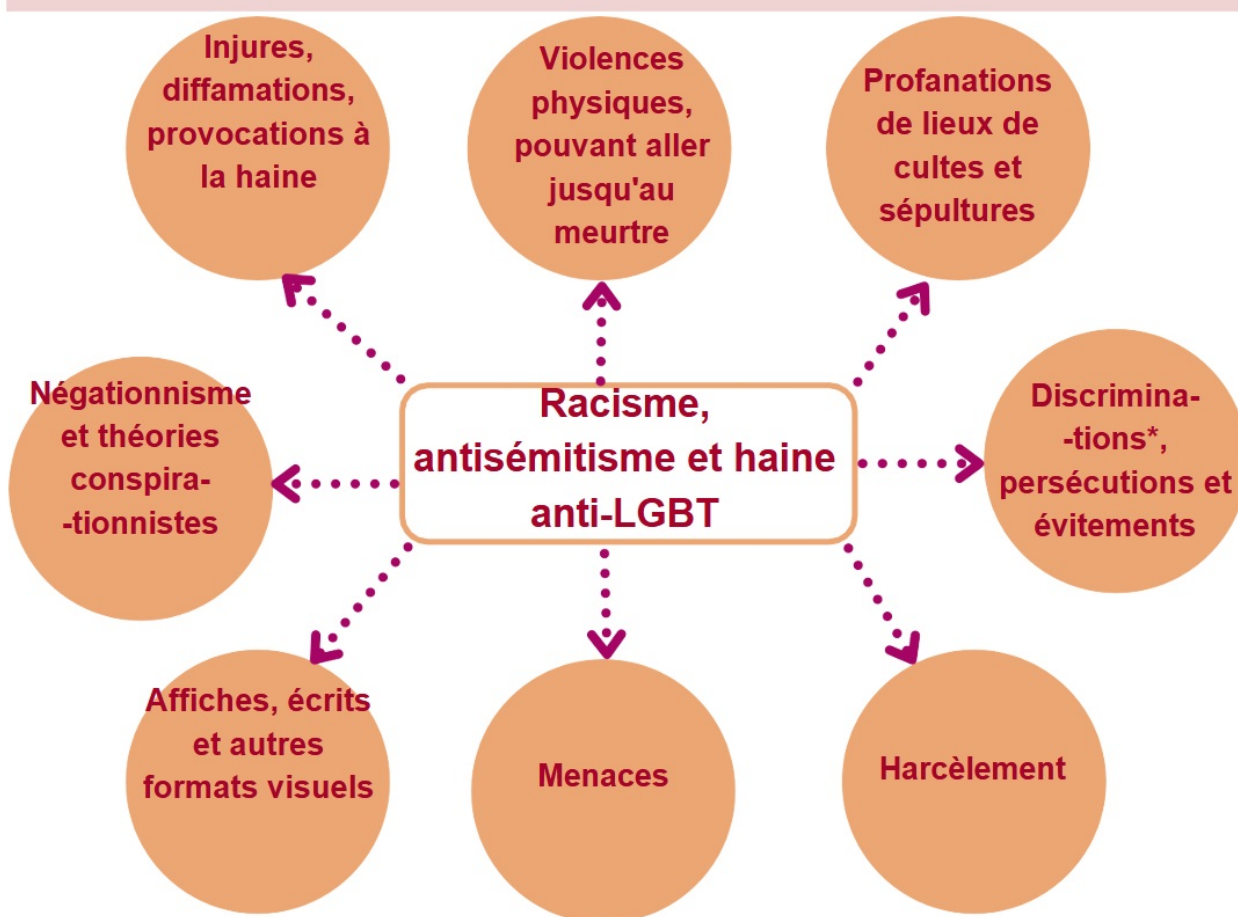 Injures,
diffamations,
provocations à
la haine
Violences
physiques,
pouvant aller
jusqu'au
meurtre
Profanations
de lieux de
cultes et
sépultures
Négationnisme
et théories
conspira-
-tionnistes
Racisme,
antisémitisme et haine
anti-LGBT
Discrimina-
-tions*,
persécutions et
évitements
Affiches, écrits
et autres
formats visuels
Menaces
Harcèlement